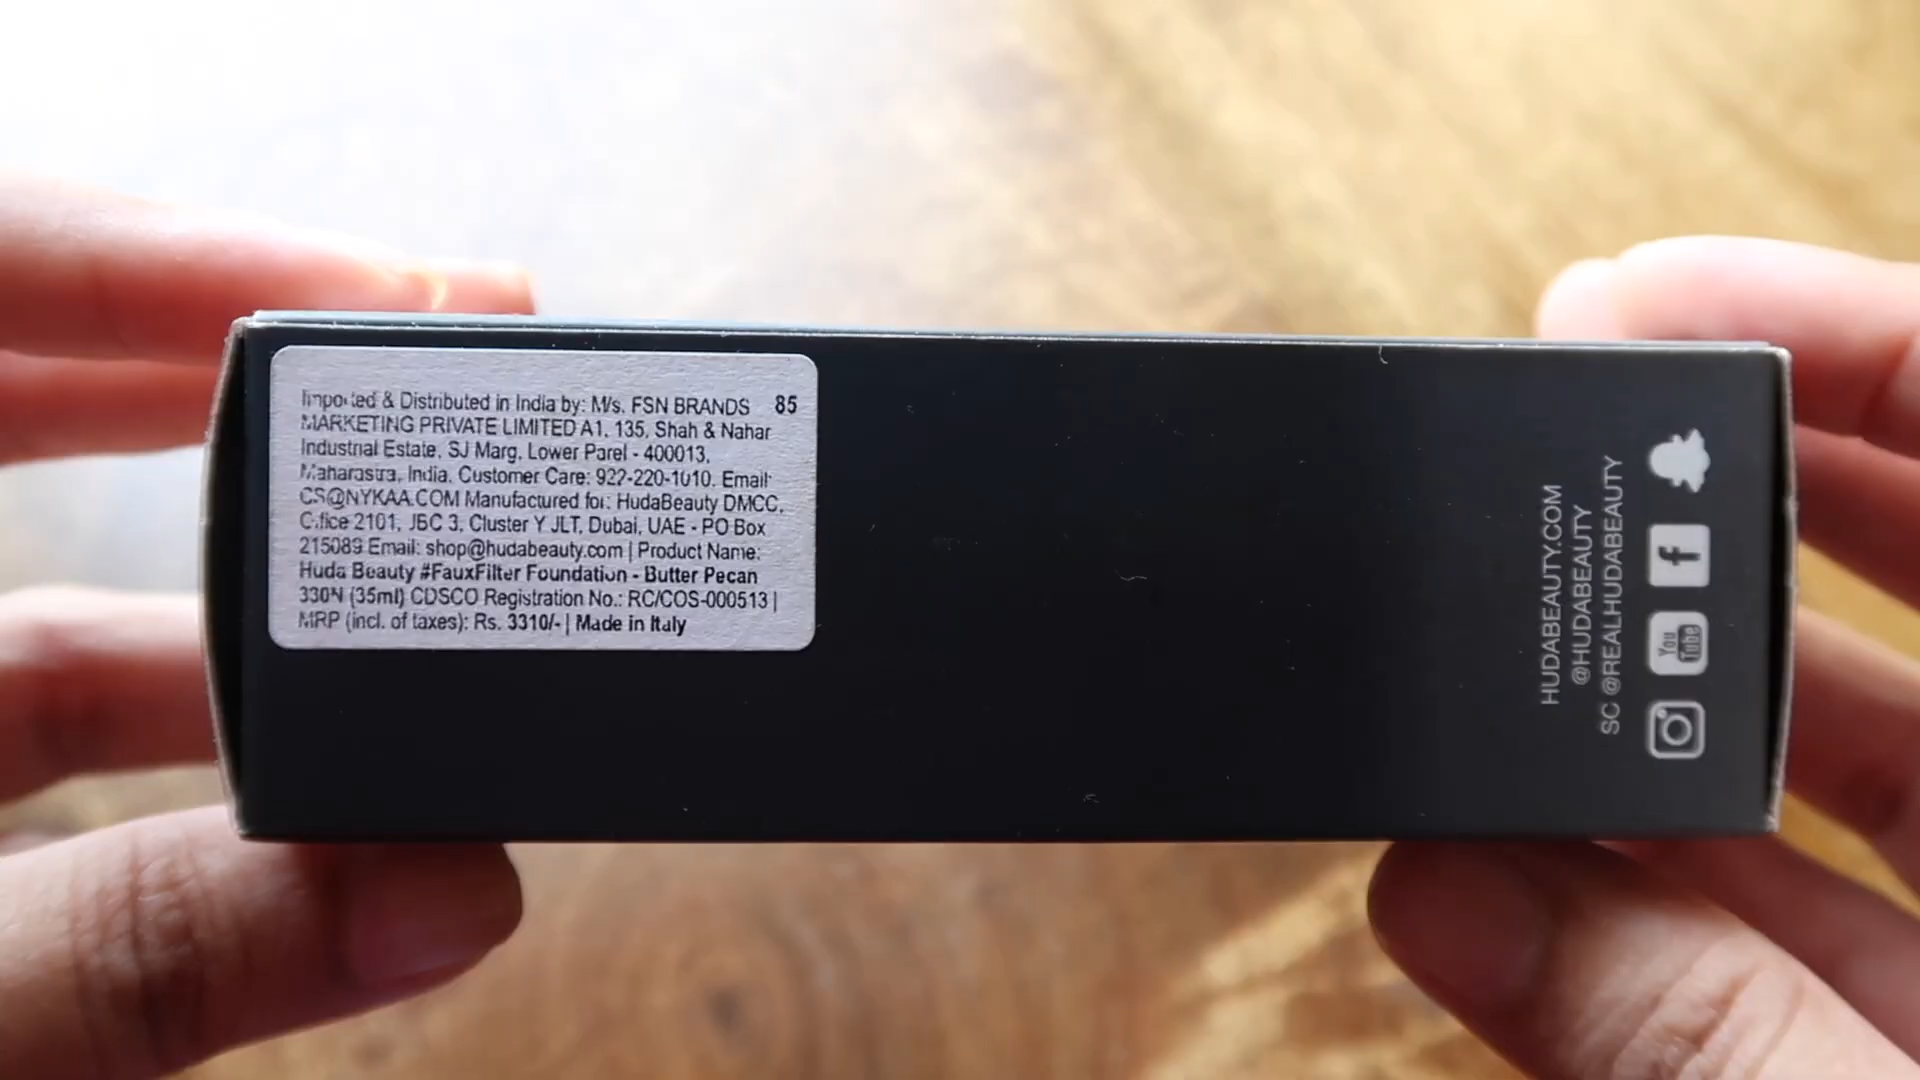 Imported & Distributed in India by: M/s. FSN BRANDS 85
MARKETING PRIVATE LIMITED A1, 135, Shah & Nahar
Industrial Estate, SJ Marg, Lower Parel - 400013,
Maharastra, India, Customer Care: 922-220-1010. Email:
CS@NYKAA.COM Manufactured for: HudaBeauty DMCC,
Office 2101, JBC 3, Cluster Y JLT, Dubai, UAE - PO Box
215089 Email: shop@hudabeauty.com | Product Name:
Huda Beauty #FauxFilter Foundation - Butter Pecan
330N (35ml) CDSCO Registration No.: RC/COS-000513 |
MRP (incl. of taxes): Rs. 3310/- | Made in Italy
HUDABEAUTY.COM
@HUDABEAUTY
SC @REALHUDABEAUTY
f
You
Tube